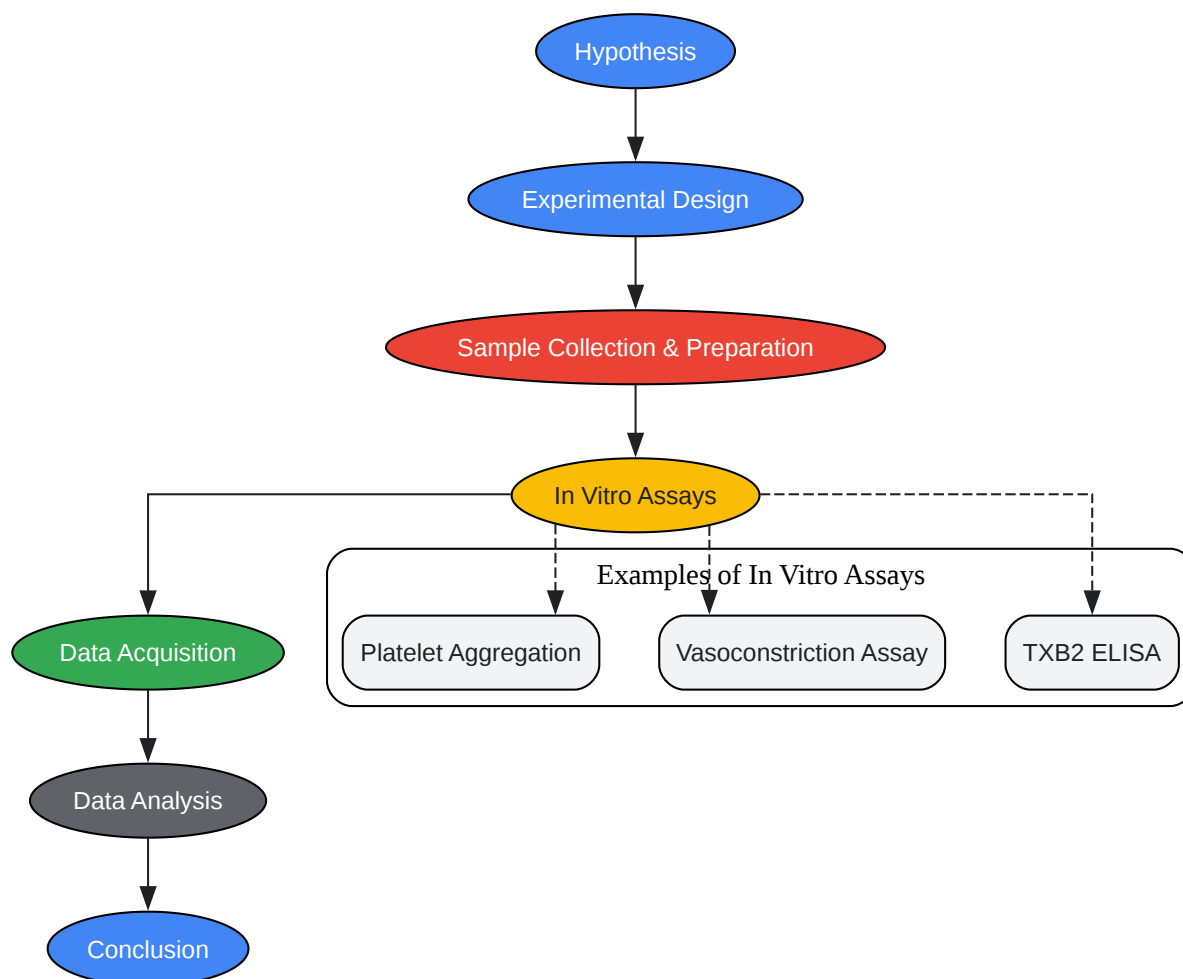 Hypothesis
Experimental Design
Sample Collection & Preparation
In Vitro Assays
Examples of In Vitro Assays
Data Acquisition
Platelet Aggregation
Vasoconstriction Assay
TXB2 ELISA
Data Analysis
Conclusion